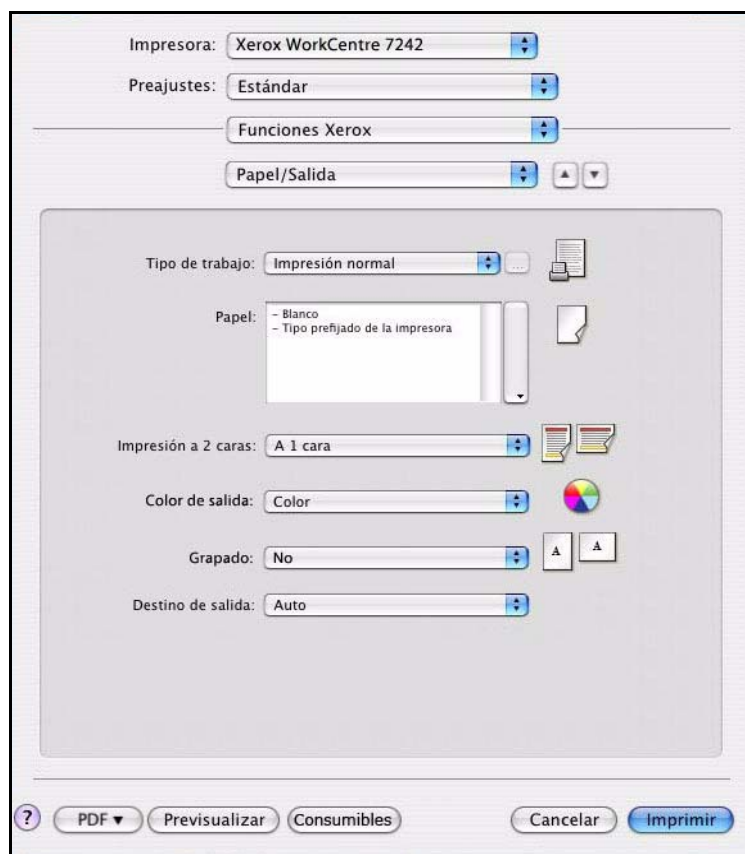 Impresora: Xerox WorkCentre 7242
Preajustes: Estándar
Funciones Xerox
Papel/Salida
Tipo de trabajo: Impresión normal ...
Papel: - Blanco
- Tipo prefijado de la impresora
Impresión a 2 caras: A 1 cara
Color de salida: Color
Grapado: No A A
Destino de salida: Auto
? PDF Previsualizar Consumibles Cancelar Imprimir